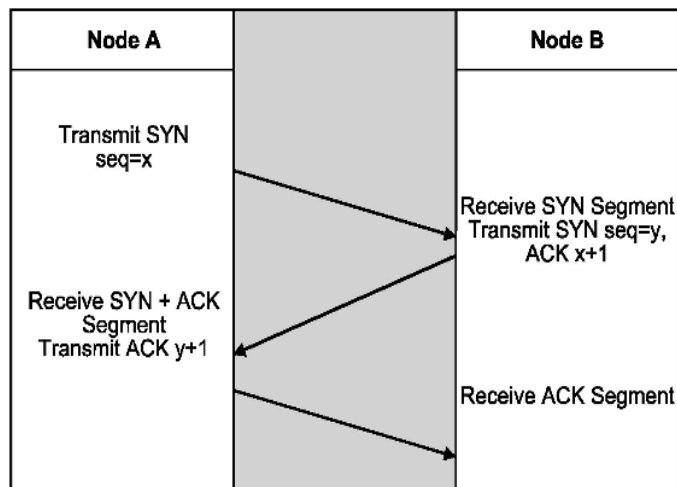 Node A
Node B
Transmit SYN
seq=x
Receive SYN Segment
Transmit SYN seq=y,
ACK x+1
Receive SYN + ACK
Segment
Transmit ACK y+1
Receive ACK Segment